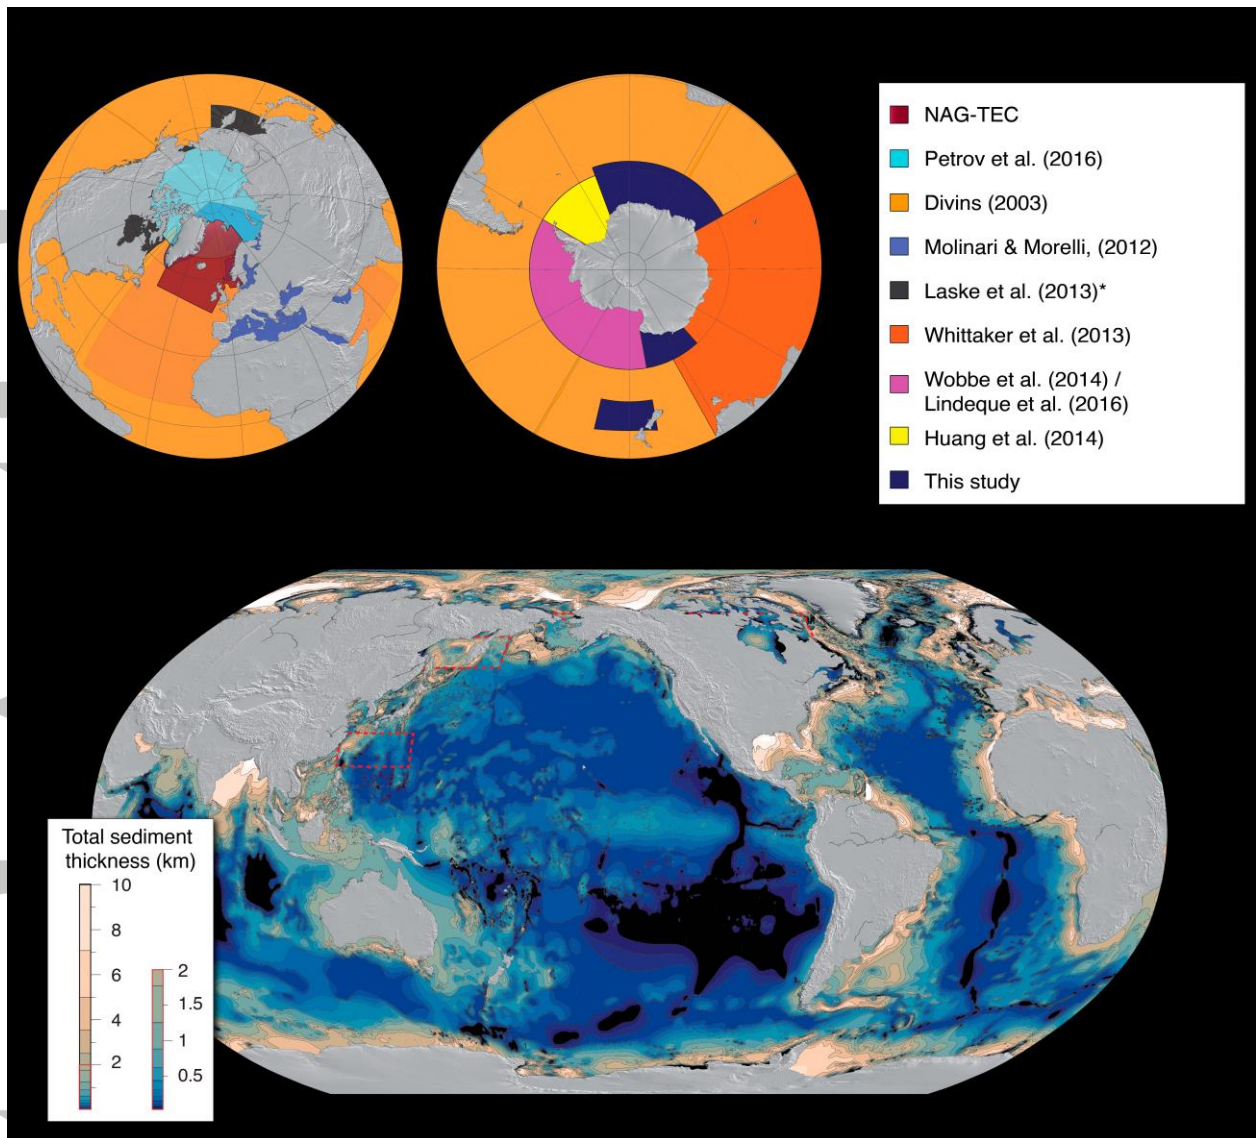 NAG-TEC
Petrov et al. (2016)
Divins (2003)
Molinari & Morelli, (2012)
Laske et al. (2013)*
Whittaker et al. (2013)
Wobbe et al. (2014) /
Lindeque et al. (2016)
Huang et al. (2014)
This study
Total sediment
thickness (km)
10
8
6
4
2
2
1.5
1
0.5